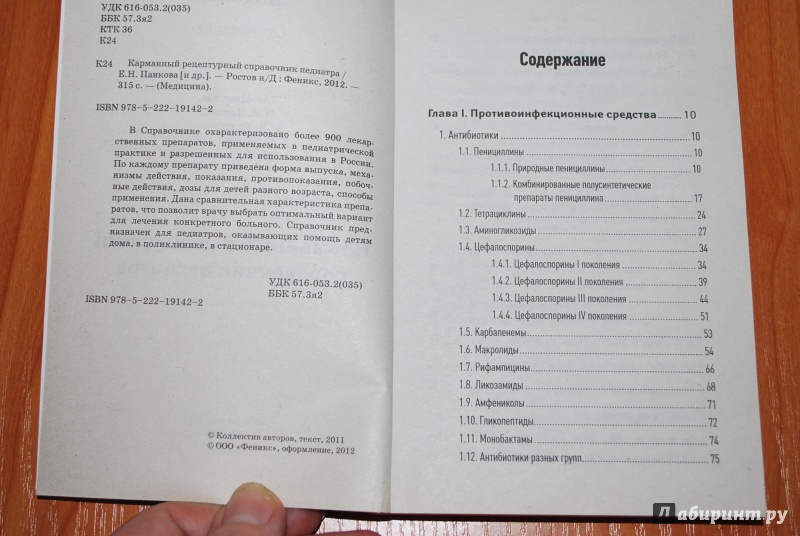 УДК 616-053.2(035)
ББК 57.3я2
КТК 36
К24
К24 Карманный рецептурный справочник педиатра /
Е.Н. Панкова [и др.]. — Ростов н/Д : Феникс, 2012. —
315 с. — (Медицина).
ISBN 978-5-222-19142-2
В Справочнике охарактеризовано более 900 лекар-
ственных препаратов, применяемых в педиатрической
практике и разрешенных для использования в России.
По каждому препарату приведена форма выпуска, меха-
низмы действия, показания, противопоказания, побоч-
ные действия, дозы для детей разного возраста, способы
применения. Дана сравнительная характеристика препа-
ратов, что позволит врачу выбрать оптимальный вариант
для лечения конкретного больного. Справочник пред-
назначен для педиатров, оказывающих помощь детям
дома, в поликлинике, в стационаре.
УДК 616-053.2(035)
ББК 57.3я2
ISBN 978-5-222-19142-2
© Коллектив авторов, текст, 2011
© ООО «Феникс», оформление, 2012
Содержание
Глава I. Противоинфекционные средства .......... 10
1. Антибиотики .......... 10
1.1. Пенициллины .......... 10
1.1.1. Природные пенициллины .......... 10
1.1.2. Комбинированные полусинтетические
препараты пенициллина .......... 17
1.2. Тетрациклины .......... 24
1.3. Аминогликозиды .......... 27
1.4. Цефалоспорины .......... 34
1.4.1. Цефалоспорины I поколения .......... 34
1.4.2. Цефалоспорины II поколения .......... 39
1.4.3. Цефалоспорины III поколения .......... 44
1.4.4. Цефалоспорины IV поколения .......... 51
1.5. Карбапенемы .......... 53
1.6. Макролиды .......... 54
1.7. Рифампицины .......... 66
1.8. Ликозамиды .......... 68
1.9. Амфениколы .......... 71
1.10. Гликопептиды .......... 72
1.11. Монобактамы .......... 74
1.12. Антибиотики разных групп .......... 75
Лабиринт.ру